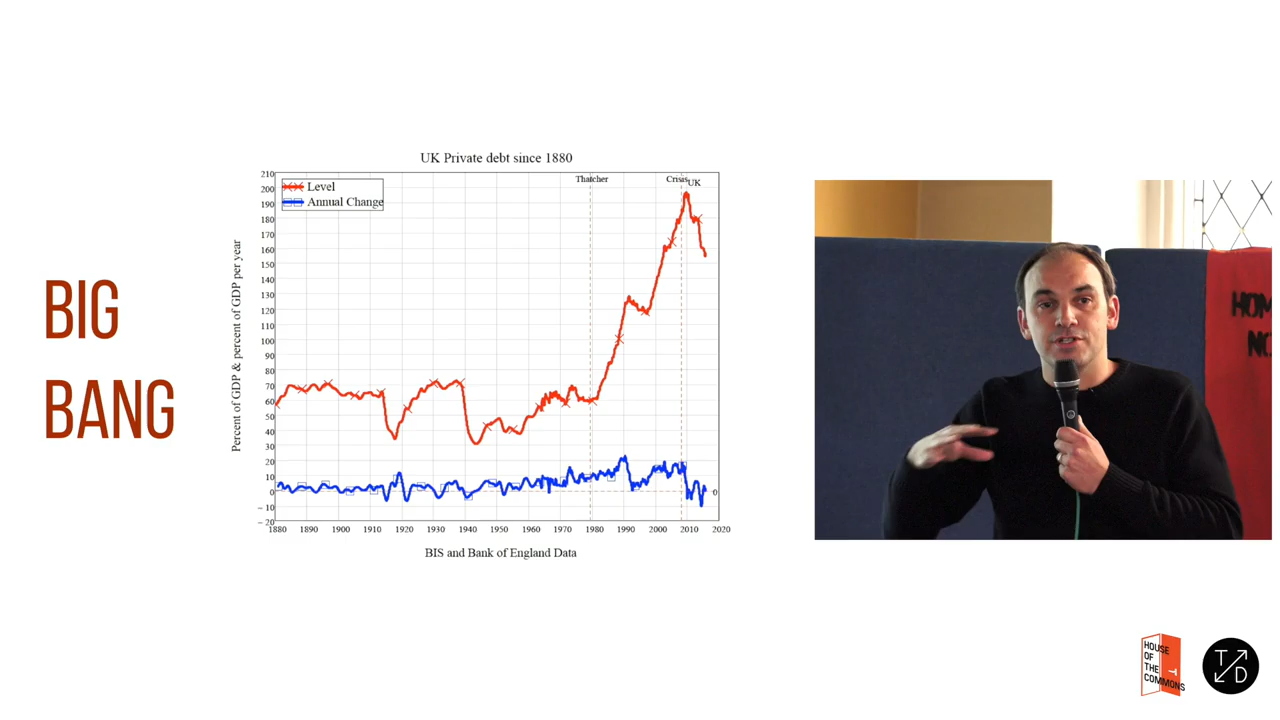 BIG
BANG
UK Private debt since 1880
Level
Annual Change
Thatcher
Crisis
UK
Percent of GDP & percent of GDP per year
210
200
190
180
170
160
150
140
130
120
110
100
90
80
70
60
50
40
30
20
10
0
0
– 10
– 20
1880 1890 1900 1910 1920 1930 1940 1950 1960 1970 1980 1990 2000 2010 2020
BIS and Bank of England Data
HOUSE
OF
THE
COMMONS
T
D